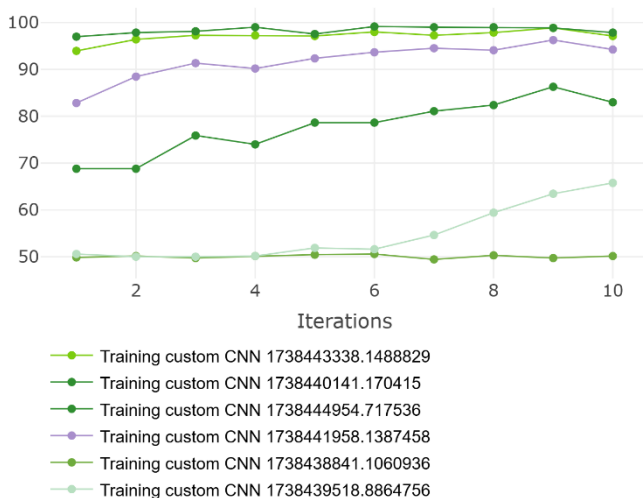 100
90
80
70
60
50
2 4 6 8 10
Iterations
Training custom CNN 1738443338.1488829
Training custom CNN 1738440141.170415
Training custom CNN 1738444954.717536
Training custom CNN 1738441958.1387458
Training custom CNN 1738438841.1060936
Training custom CNN 1738439518.8864756